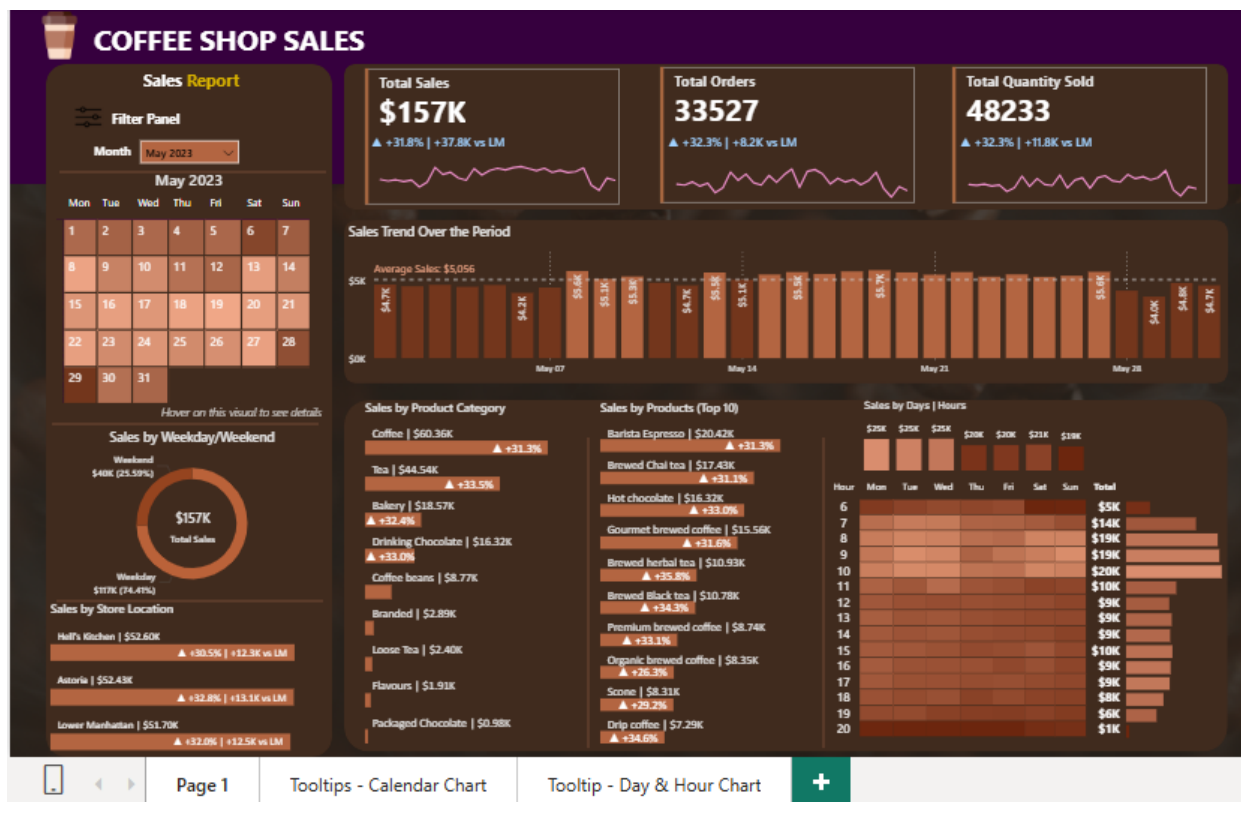 COFFEE SHOP SALES
Sales Report
Filter Panel
Month May 2023
May 2023
Mon Tue Wed Thu Fri Sat Sun
1 2 3 4 5 6 7
8 9 10 11 12 13 14
15 16 17 18 19 20 21
22 23 24 25 26 27 28
29 30 31
Hover on this visual to see details
Sales by Weekday/Weekend
Weekend
$40K (25.59%)
$157K
Total Sales
Weekday
$117K (74.41%)
Sales by Store Location
Hell's Kitchen | $52.60K
▲ +30.5% | +12.3K vs LM
Astoria | $52.43K
▲ +32.8% | +13.1K vs LM
Lower Manhattan | $51.70K
▲ +32.0% | +12.5K vs LM
Total Sales
$157K
▲ +31.8% | +37.8K vs LM
Total Orders
33527
▲ +32.3% | +8.2K vs LM
Total Quantity Sold
48233
▲ +32.3% | +11.8K vs LM
Sales Trend Over the Period
Average Sales: $5,056
$5K
$0K
$4.7K $4.2K $5.6K $5.1K $5.3K $4.7K $5.5K $5.1K $5.5K $5.7K $5.6K $4.0K $4.8K $4.7K
May 07 May 14 May 21 May 28
Sales by Product Category
Coffee | $60.36K
▲ +31.3%
Tea | $44.54K
▲ +33.5%
Bakery | $18.57K
▲ +32.4%
Drinking Chocolate | $16.32K
▲ +33.0%
Coffee beans | $8.77K
Branded | $2.89K
Loose Tea | $2.40K
Flavours | $1.91K
Packaged Chocolate | $0.98K
Sales by Products (Top 10)
Barista Espresso | $20.42K
▲ +31.3%
Brewed Chai tea | $17.43K
▲ +31.1%
Hot chocolate | $16.32K
▲ +33.0%
Gourmet brewed coffee | $15.56K
▲ +31.6%
Brewed herbal tea | $10.93K
▲ +35.8%
Brewed Black tea | $10.78K
▲ +34.3%
Premium brewed coffee | $8.74K
▲ +33.1%
Organic brewed coffee | $8.35K
▲ +26.3%
Scone | $8.31K
▲ +29.2%
Drip coffee | $7.29K
▲ +34.6%
Sales by Days | Hours
$25K $25K $25K $20K $20K $21K $19K
Hour Mon Tue Wed Thu Fri Sat Sun Total
6 $5K
7 $14K
8 $19K
9 $19K
10 $20K
11 $10K
12 $9K
13 $9K
14 $9K
15 $10K
16 $9K
17 $9K
18 $8K
19 $6K
20 $1K
Page 1
Tooltips - Calendar Chart
Tooltip - Day & Hour Chart
+